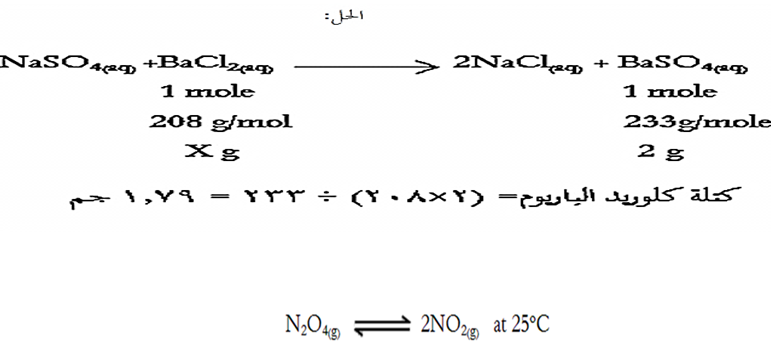 الحل:
NaSO₄₍ₐq₎ +BaCl₂₍ₐq₎ ⟶ 2NaCl₍ₐq₎ + BaSO₄₍ₐq₎
1 mole 1 mole
208 g/mol 233g/mole
X g 2 g
كتلة كلوريد الباريوم= (٢×٢٠٨) ÷ ٢٣٣ = ١,٧٩ جم
N₂O₄₍g₎ ⇌ 2NO₂₍g₎ at 25°C